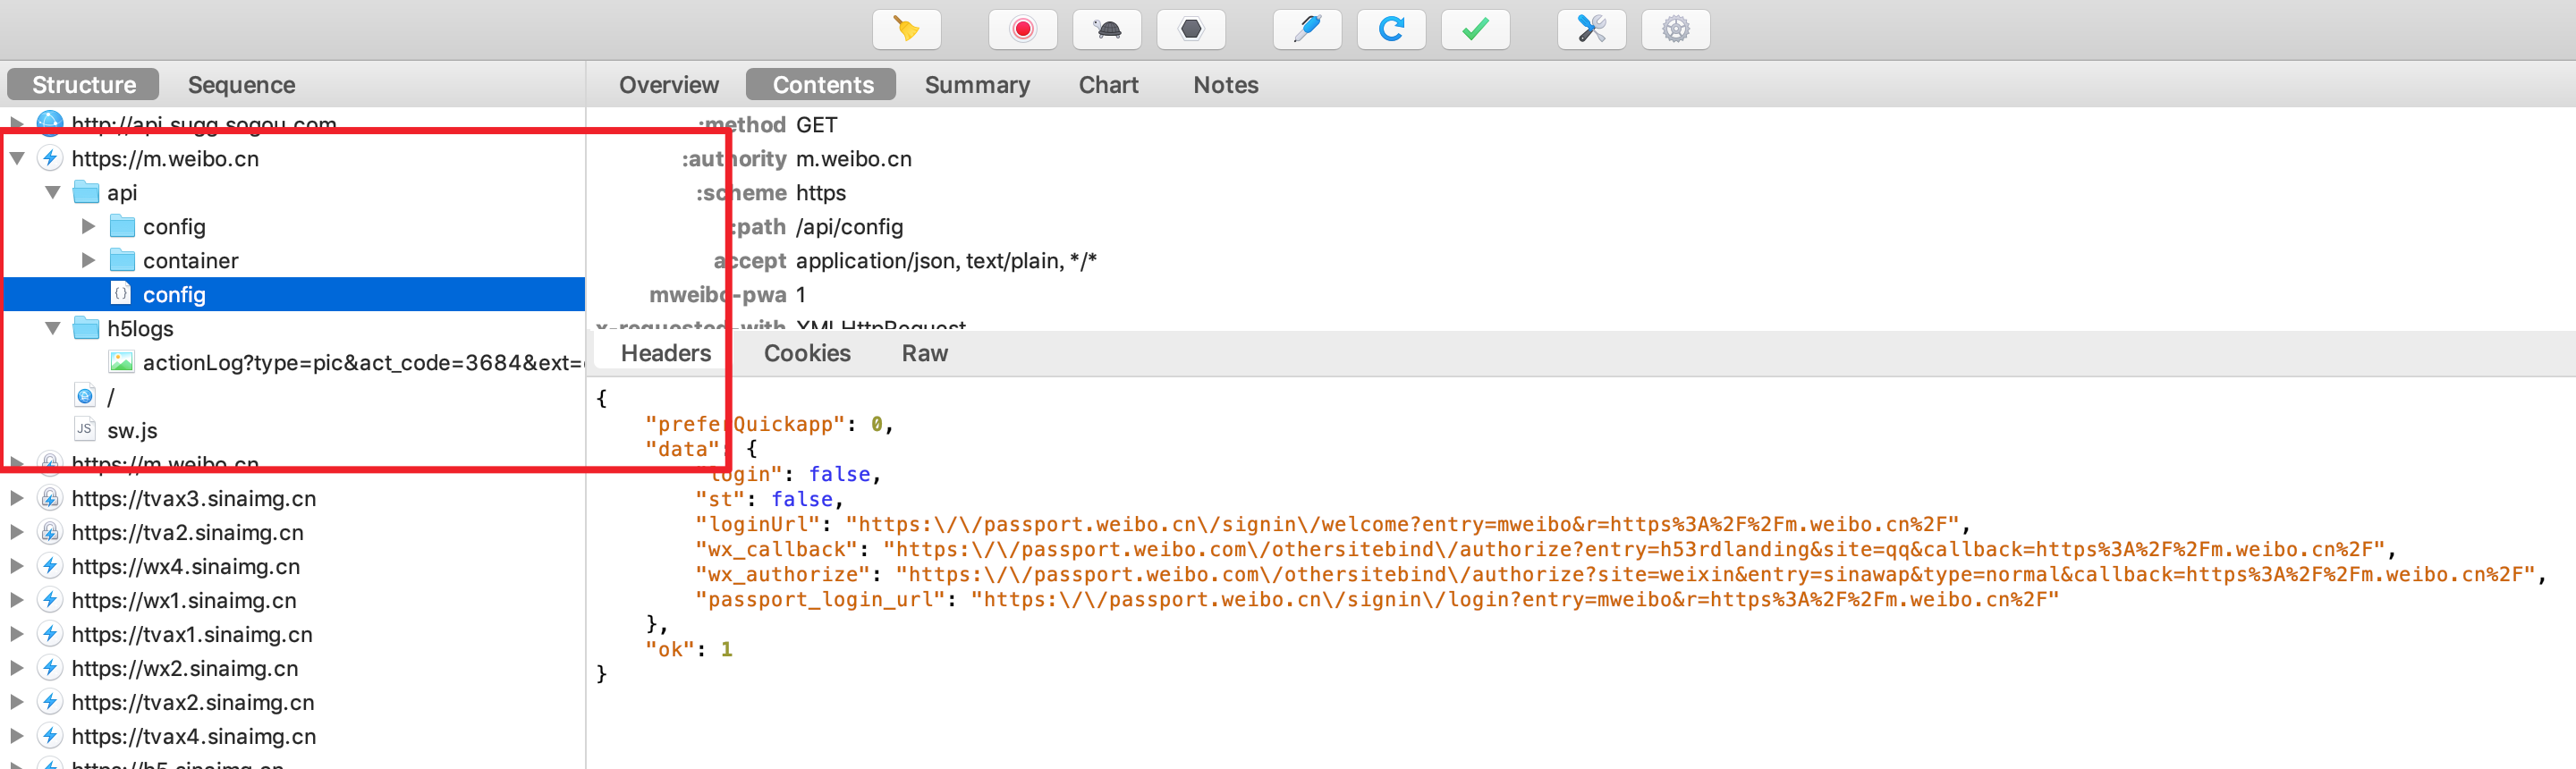 Structure Sequence
Overview Contents Summary Chart Notes
http://api.sugg.sogou.com
https://m.weibo.cn
api
config
container
config
h5logs
actionLog?type=pic&act_code=3684&ext=
/
JS sw.js
https://m.weibo.cn
https://tvax3.sinaimg.cn
https://tva2.sinaimg.cn
https://wx4.sinaimg.cn
https://wx1.sinaimg.cn
https://tvax1.sinaimg.cn
https://wx2.sinaimg.cn
https://tvax2.sinaimg.cn
https://tvax4.sinaimg.cn
https://h5.sinaimg.cn
:method GET
:authority m.weibo.cn
:scheme https
:path /api/config
accept application/json, text/plain, */*
mweibo-pwa 1
x-requested-with XMLHttpRequest
Headers Cookies Raw
{
"preferQuickapp": 0,
"data": {
"login": false,
"st": false,
"loginUrl": "https:\/\/passport.weibo.cn\/signin\/welcome?entry=mweibo&r=https%3A%2F%2Fm.weibo.cn%2F",
"wx_callback": "https:\/\/passport.weibo.com\/othersitebind\/authorize?entry=h53rdlanding&site=qq&callback=https%3A%2F%2Fm.weibo.cn%2F",
"wx_authorize": "https:\/\/passport.weibo.com\/othersitebind\/authorize?site=weixin&entry=sinawap&type=normal&callback=https%3A%2F%2Fm.weibo.cn%2F",
"passport_login_url": "https:\/\/passport.weibo.cn\/signin\/login?entry=mweibo&r=https%3A%2F%2Fm.weibo.cn%2F"
},
"ok": 1
}